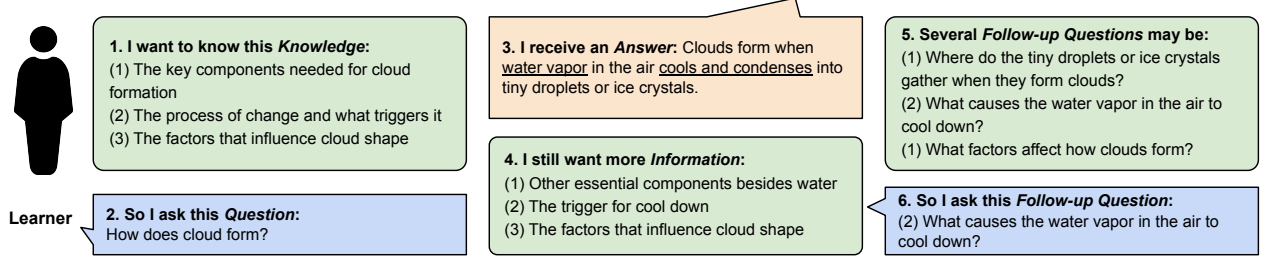 1. I want to know this Knowledge:
(1) The key components needed for cloud
formation
(2) The process of change and what triggers it
(3) The factors that influence cloud shape
Learner
2. So I ask this Question:
How does cloud form?
3. I receive an Answer: Clouds form when
water vapor in the air cools and condenses into
tiny droplets or ice crystals.
4. I still want more Information:
(1) Other essential components besides water
(2) The trigger for cool down
(3) The factors that influence cloud shape
5. Several Follow-up Questions may be:
(1) Where do the tiny droplets or ice crystals
gather when they form clouds?
(2) What causes the water vapor in the air to
cool down?
(1) What factors affect how clouds form?
6. So I ask this Follow-up Question:
(2) What causes the water vapor in the air to
cool down?